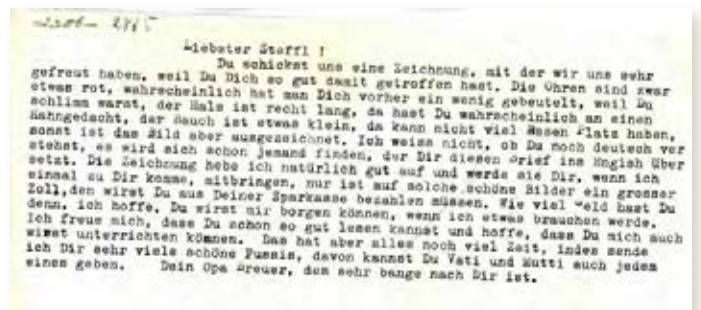 Liebster Steffl !
Du schickst uns eine Zeichnung, mit der wir uns sehr
gefreut haben, weil Du Dich so gut damit getroffen hast. Die Ohren sind zwar
etwas rot, wahrscheinlich hat man Dich vorher ein wenig gebeutelt, weil Du
schlimm warst, der Hals ist recht lang, da hast Du wahrscheinlich an einen
Hahngedacht, der Bauch ist etwas klein, da kann nicht viel Essen Platz haben,
sonst ist das Bild aber ausgezeichnet. Ich weiss nicht, ob Du noch deutsch ver
stehst, es wird sich schon jemand finden, der Dir diesen Brief ins Engish über
setzt. Die Zeichnung hebe ich natürlich gut auf und werde sie Dir, wenn ich
einmal zu Dir komme, mitbringen, nur ist auf solche schöne Bilder ein grosser
Zoll,den wirst Du aus Deiner Sparkasse bezahlen müssen. Wie viel Geld hast Du
denn. ich hoffe, Du wirst mir borgen können, wenn ich etwas brauchen werde.
Ich freue mich, dass Du schon so gut lesen kannst und hoffe, dass Du mich auch
wirst unterrichten können. Das hat aber alles noch viel Zeit, indes sende
ich Dir sehr viele schöne Pussis, davon kannst Du Vati und Mutti auch jedem
eines geben. Dein Opa Breuer, dem sehr bange nach Dir ist.